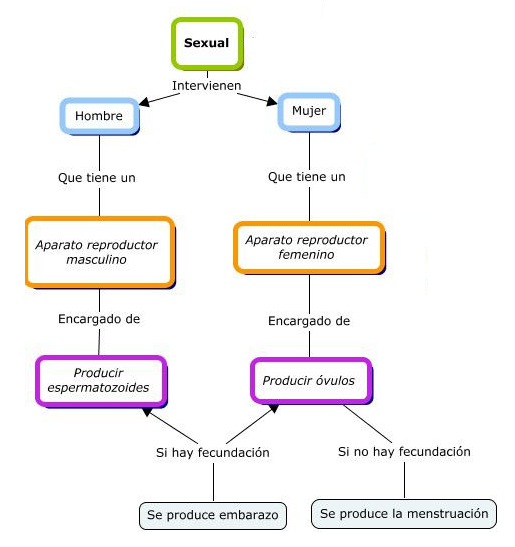 Sexual
Intervienen
Hombre
Mujer
Que tiene un
Que tiene un
Aparato reproductor
masculino
Aparato reproductor
femenino
Encargado de
Encargado de
Producir
espermatozoides
Producir óvulos
Si hay fecundación
Si no hay fecundación
Se produce embarazo
Se produce la menstruación